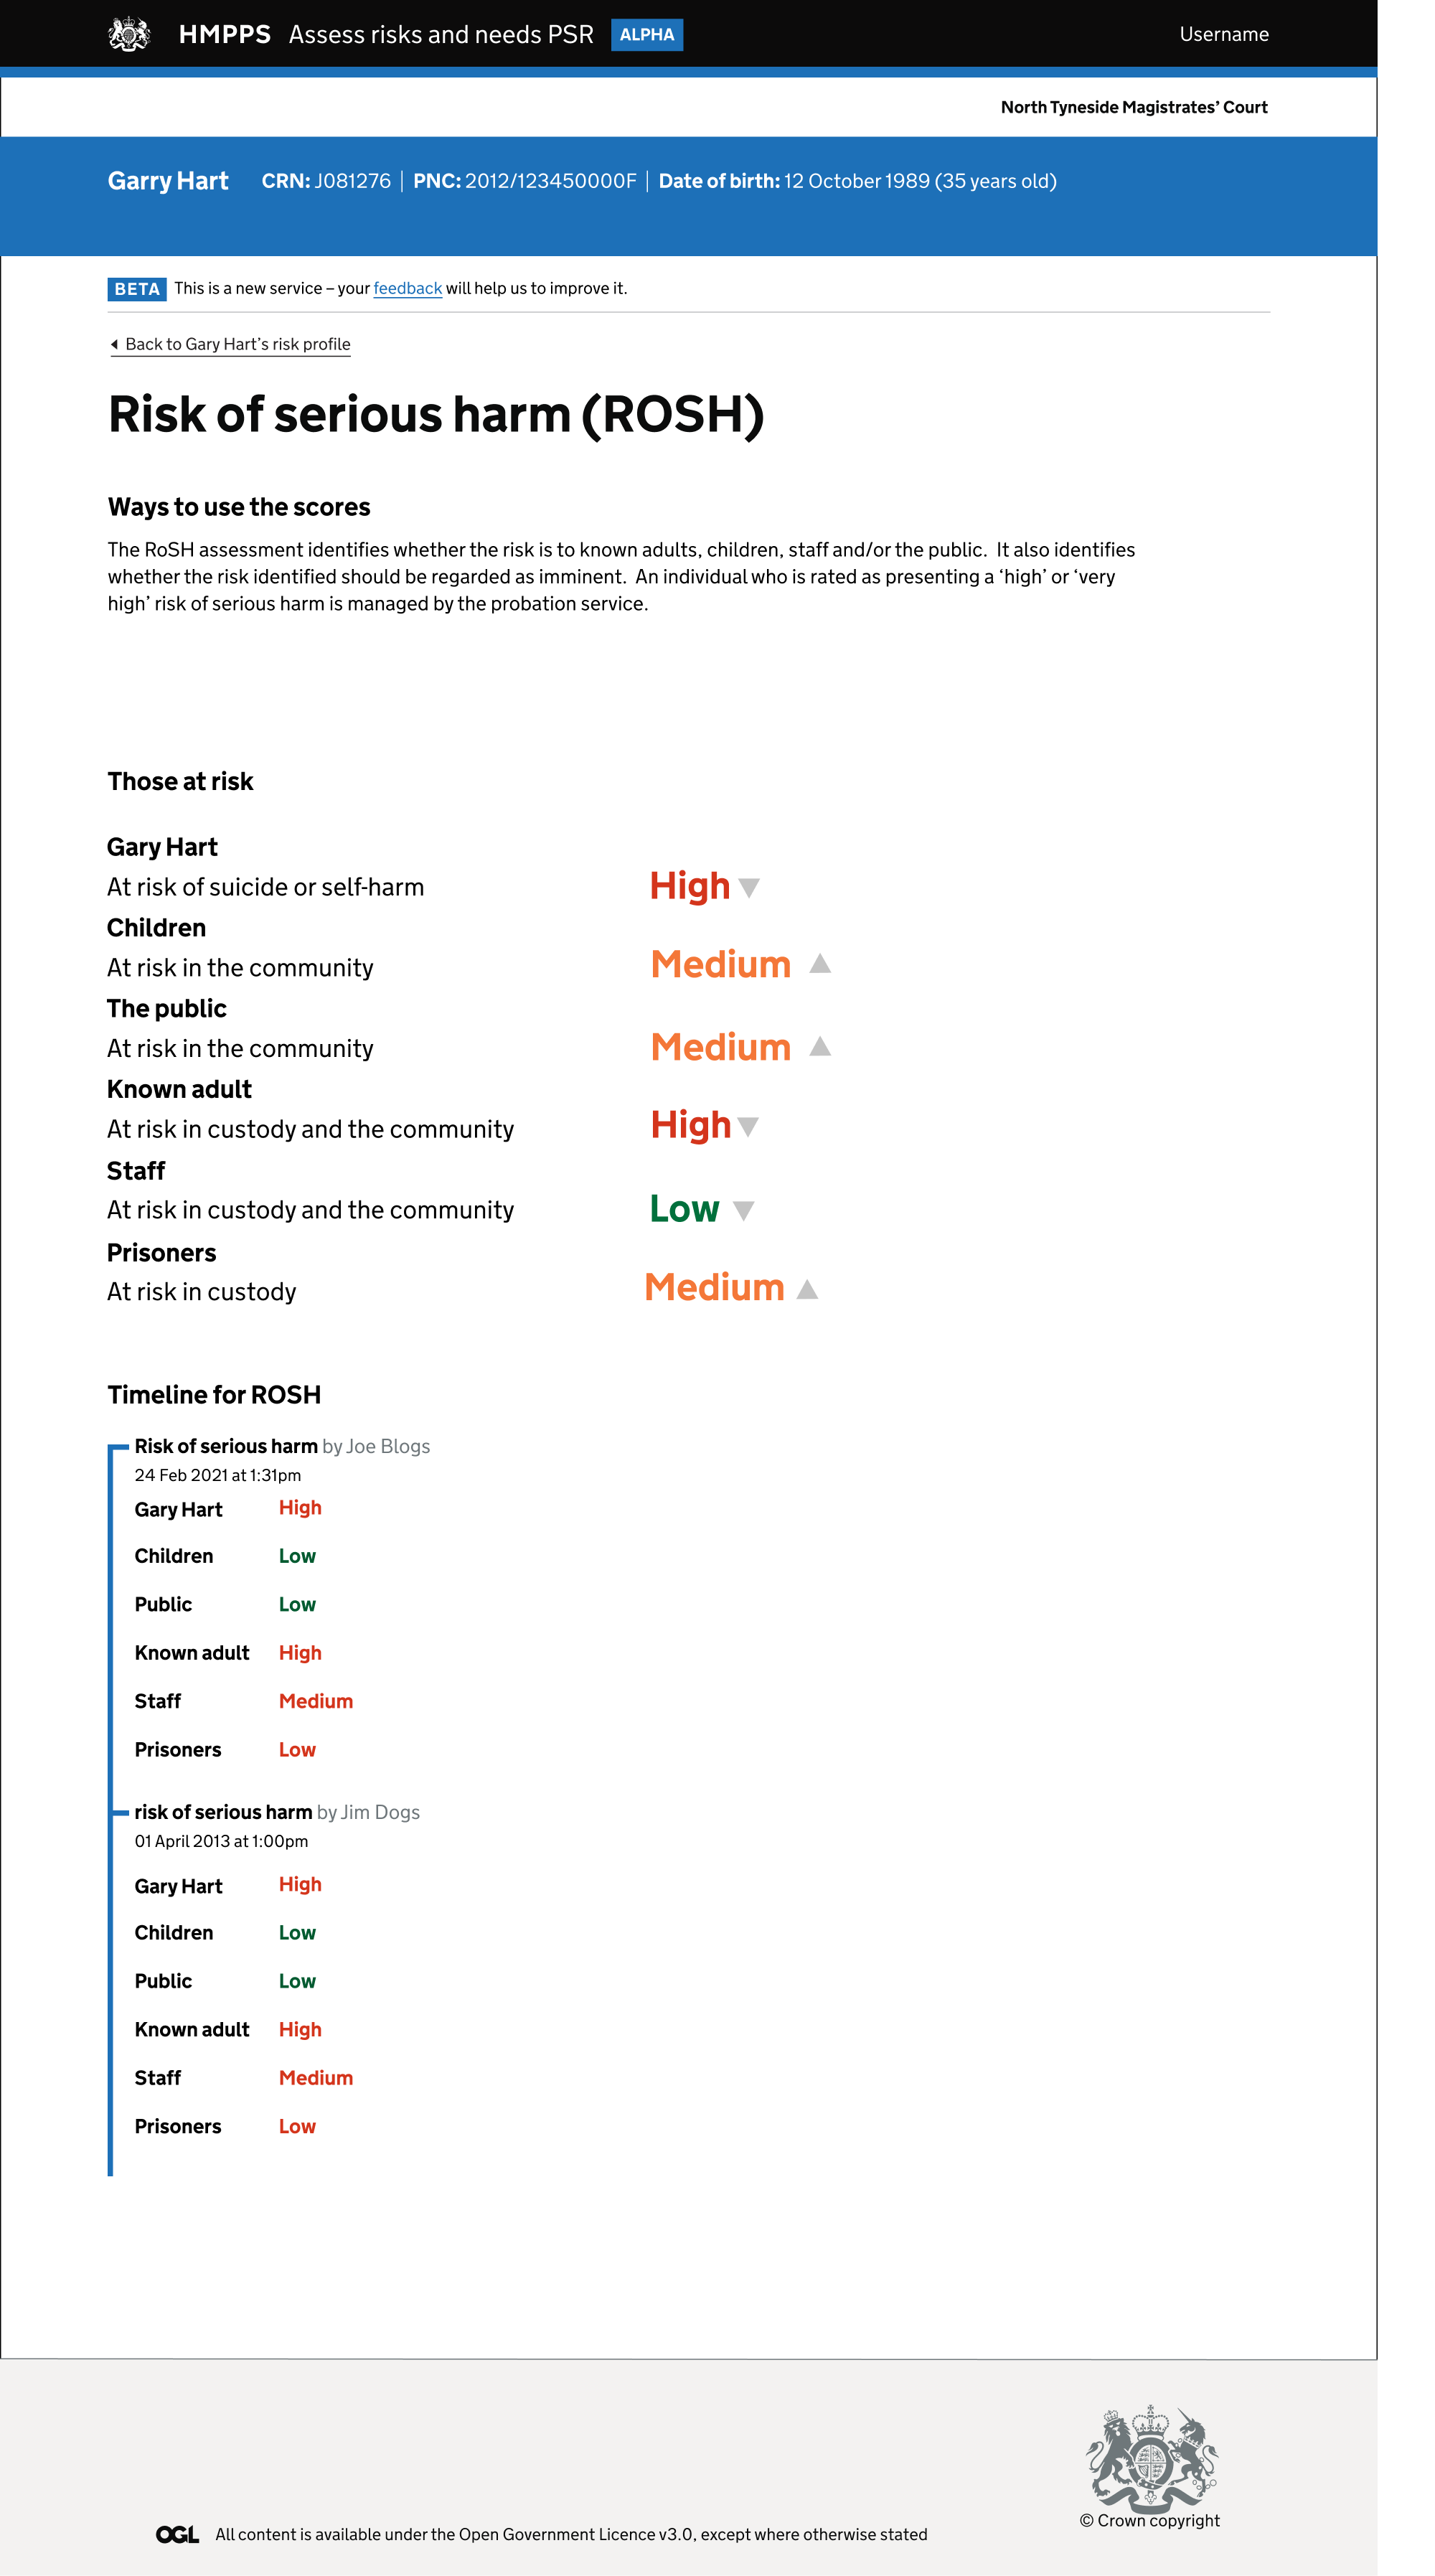 HMPPS Assess risks and needs PSR ALPHA Username
North Tyneside Magistrates’ Court
Garry Hart CRN: J081276 | PNC: 2012/123450000F | Date of birth: 12 October 1989 (35 years old)
BETA This is a new service – your feedback will help us to improve it.
Back to Gary Hart’s risk profile
Risk of serious harm (ROSH)
Ways to use the scores
The RoSH assessment identifies whether the risk is to known adults, children, staff and/or the public. It also identifies
whether the risk identified should be regarded as imminent. An individual who is rated as presenting a ‘high’ or ‘very
high’ risk of serious harm is managed by the probation service.
Those at risk
Gary Hart
At risk of suicide or self-harm High
Children
At risk in the community Medium
The public
At risk in the community Medium
Known adult
At risk in custody and the community High
Staff
At risk in custody and the community Low
Prisoners
At risk in custody Medium
Timeline for ROSH
Risk of serious harm by Joe Blogs
24 Feb 2021 at 1:31pm
Gary Hart High
Children Low
Public Low
Known adult High
Staff Medium
Prisoners Low
risk of serious harm by Jim Dogs
01 April 2013 at 1:00pm
Gary Hart High
Children Low
Public Low
Known adult High
Staff Medium
Prisoners Low
© Crown copyright
OGL All content is available under the Open Government Licence v3.0, except where otherwise stated